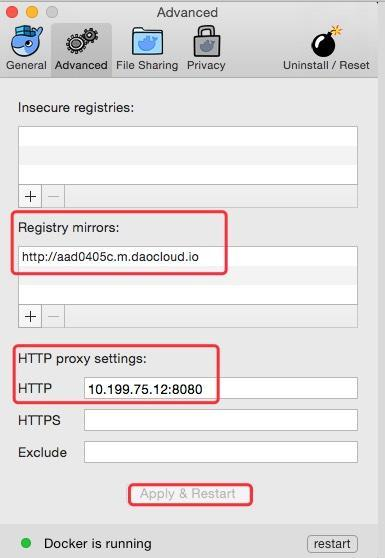 Advanced
General Advanced File Sharing Privacy Uninstall / Reset
Insecure registries:
+ −
Registry mirrors:
http://aad0405c.m.daocloud.io
+ −
HTTP proxy settings:
HTTP 10.199.75.12:8080
HTTPS
Exclude
Apply & Restart
Docker is running restart